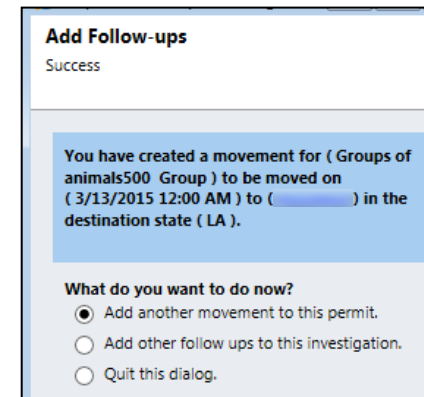 Add Follow-ups
Success
You have created a movement for ( Groups of
animals500 Group ) to be moved on
( 3/13/2015 12:00 AM ) to ( ) in the
destination state ( LA ).
What do you want to do now?
Add another movement to this permit.
Add other follow ups to this investigation.
Quit this dialog.